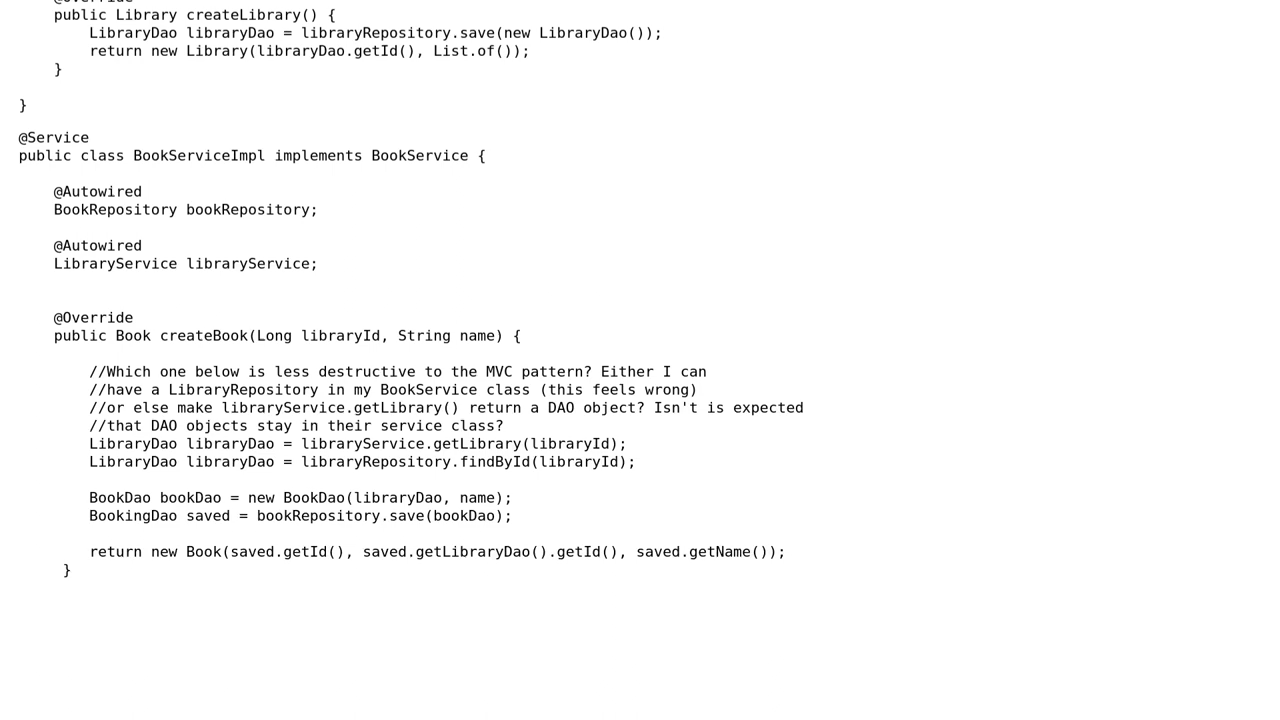 @Override
    public Library createLibrary() {
        LibraryDao libraryDao = libraryRepository.save(new LibraryDao());
        return new Library(libraryDao.getId(), List.of());
    }
}
@Service
public class BookServiceImpl implements BookService {
    @Autowired
    BookRepository bookRepository;
    @Autowired
    LibraryService libraryService;
    @Override
    public Book createBook(Long libraryId, String name) {
        //Which one below is less destructive to the MVC pattern? Either I can
        //have a LibraryRepository in my BookService class (this feels wrong)
        //or else make libraryService.getLibrary() return a DAO object? Isn't is expected
        //that DAO objects stay in their service class?
        LibraryDao libraryDao = libraryService.getLibrary(libraryId);
        LibraryDao libraryDao = libraryRepository.findById(libraryId);
        BookDao bookDao = new BookDao(libraryDao, name);
        BookingDao saved = bookRepository.save(bookDao);
        return new Book(saved.getId(), saved.getLibraryDao().getId(), saved.getName());
     }